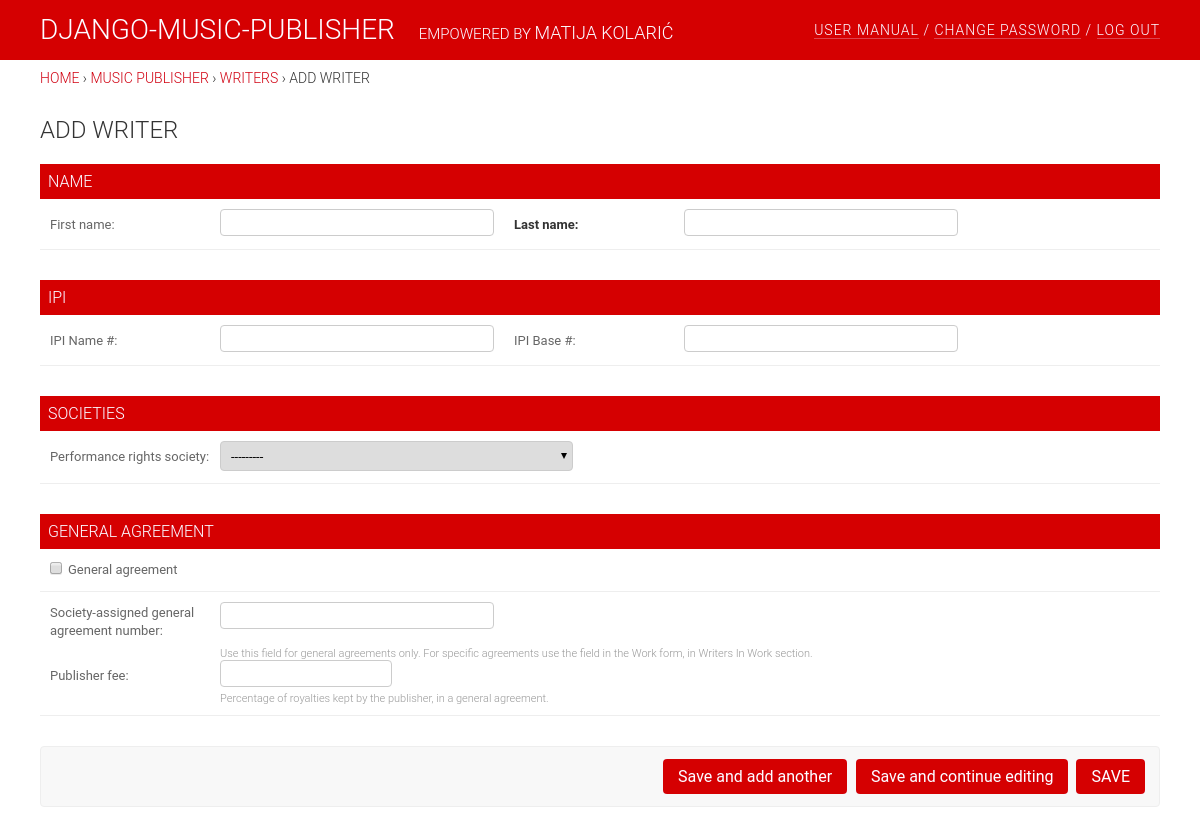 DJANGO-MUSIC-PUBLISHER EMPOWERED BY MATIJA KOLARIĆ USER MANUAL / CHANGE PASSWORD / LOG OUT
HOME › MUSIC PUBLISHER › WRITERS › ADD WRITER
ADD WRITER
NAME
First name: Last name:
IPI
IPI Name #: IPI Base #:
SOCIETIES
Performance rights society: ---------
GENERAL AGREEMENT
General agreement
Society-assigned general
agreement number:
Use this field for general agreements only. For specific agreements use the field in the Work form, in Writers In Work section.
Publisher fee:
Percentage of royalties kept by the publisher, in a general agreement.
Save and add another Save and continue editing SAVE